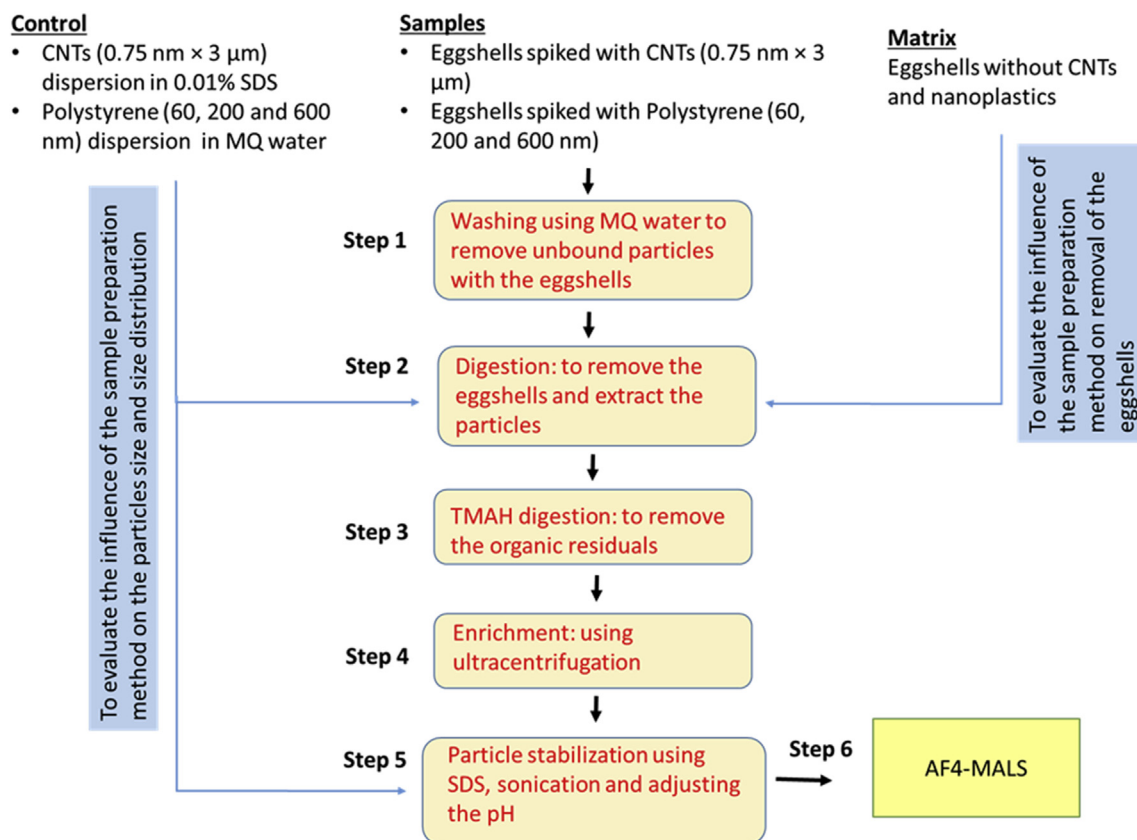 Control
• CNTs (0.75 nm × 3 μm)
dispersion in 0.01% SDS
• Polystyrene (60, 200 and 600
nm) dispersion in MQ water
Samples
• Eggshells spiked with CNTs (0.75 nm × 3
μm)
• Eggshells spiked with Polystyrene (60,
200 and 600 nm)
Matrix
Eggshells without CNTs
and nanoplastics
To evaluate the influence of the sample preparation
method on the particles size and size distribution
To evaluate the influence of
the sample preparation
method on removal of the
eggshells
Step 1
Washing using MQ water to
remove unbound particles
with the eggshells
Step 2
Digestion: to remove the
eggshells and extract the
particles
Step 3
TMAH digestion: to remove
the organic residuals
Step 4
Enrichment: using
ultracentrifugation
Step 5
Particle stabilization using
SDS, sonication and adjusting
the pH
Step 6
AF4-MALS